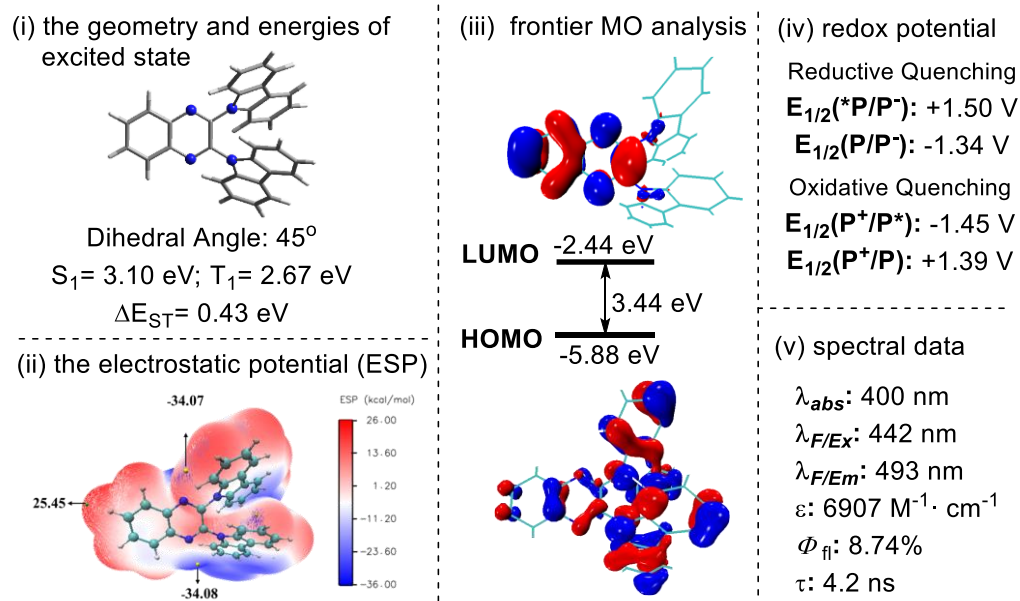 (i) the geometry and energies of
excited state
Dihedral Angle: 45°
S₁= 3.10 eV; T₁= 2.67 eV
ΔE_ST= 0.43 eV
(ii) the electrostatic potential (ESP)
-34.07
25.45
-34.08
ESP (kcal/mol)
26.00
13.60
1.20
-11.20
-23.60
-36.00
(iii) frontier MO analysis
LUMO
-2.44 eV
3.44 eV
HOMO
-5.88 eV
(iv) redox potential
Reductive Quenching
E₁/₂(*P/P⁻): +1.50 V
E₁/₂(P/P⁻): -1.34 V
Oxidative Quenching
E₁/₂(P⁺/P*): -1.45 V
E₁/₂(P⁺/P): +1.39 V
(v) spectral data
λ_abs: 400 nm
λ_F/Ex: 442 nm
λ_F/Em: 493 nm
ε: 6907 M⁻¹· cm⁻¹
Φ_fl: 8.74%
τ: 4.2 ns